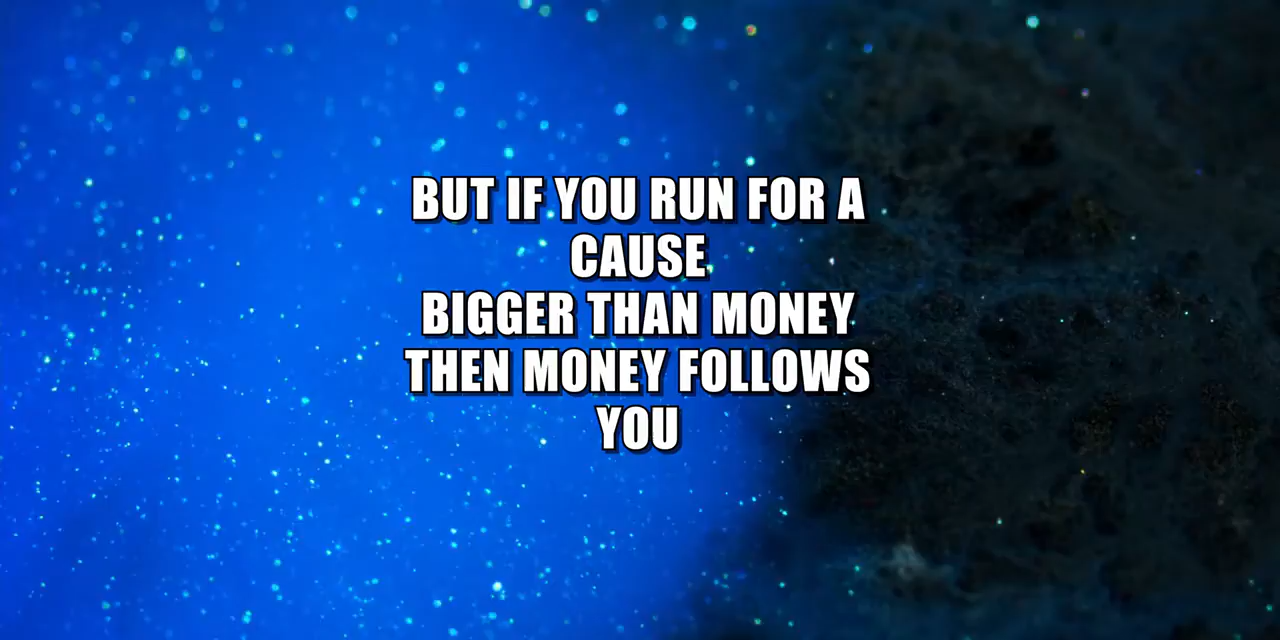 BUT IF YOU RUN FOR A
CAUSE
BIGGER THAN MONEY
THEN MONEY FOLLOWS
YOU